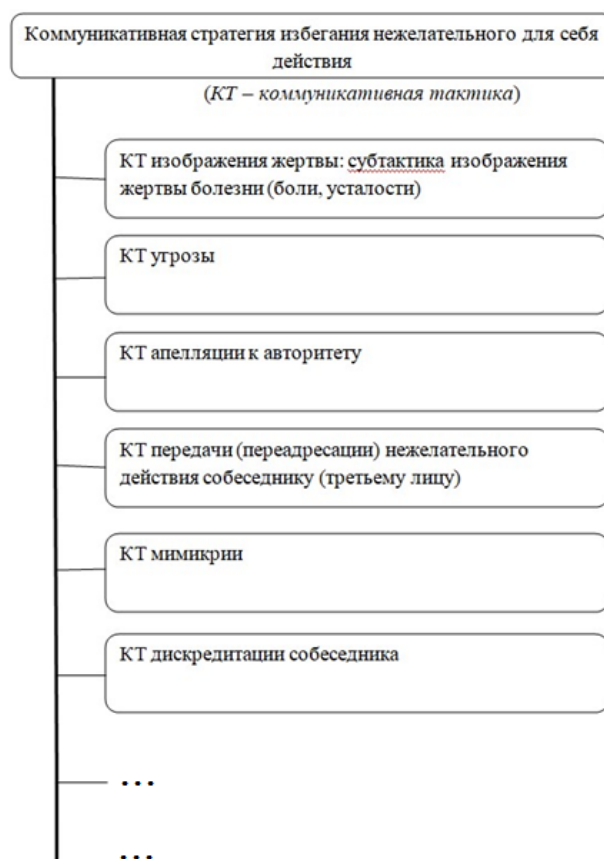 Коммуникативная стратегия избегания нежелательного для себя
действия
(КТ – коммуникативная тактика)
КТ изображения жертвы: субтактика изображения
жертвы болезни (боли, усталости)
КТ угрозы
КТ апелляции к авторитету
КТ передачи (переадресации) нежелательного
действия собеседнику (третьему лицу)
КТ мимикрии
КТ дискредитации собеседника
...
...